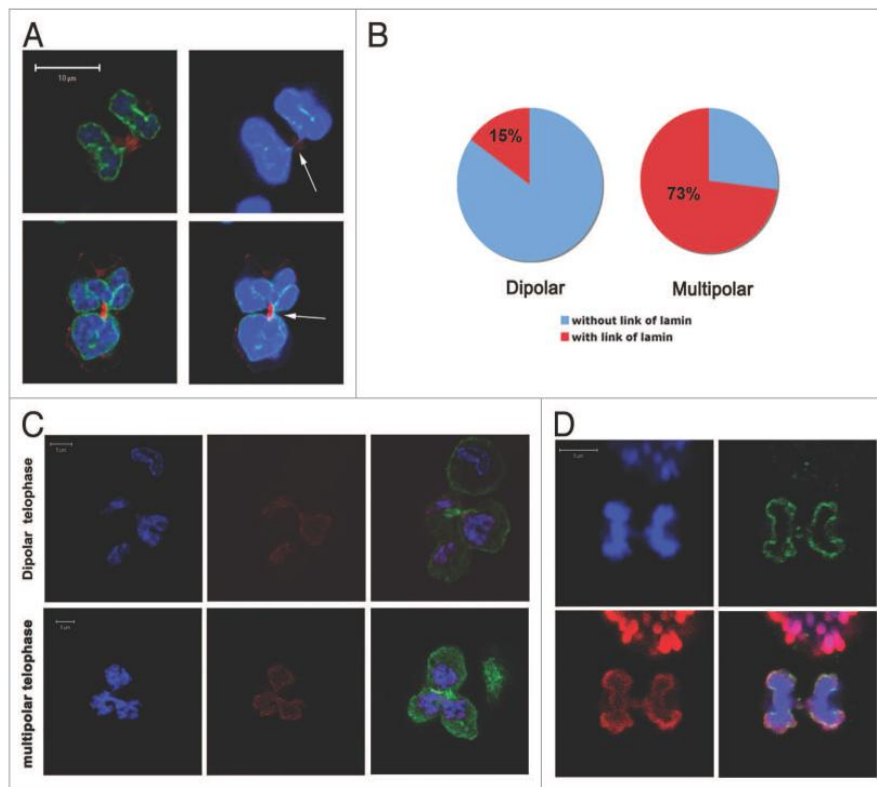 A
10 μm
B
15%
73%
Dipolar
Multipolar
without link of lamin
with link of lamin
C
Dipolar telophase
multipolar telophase
D